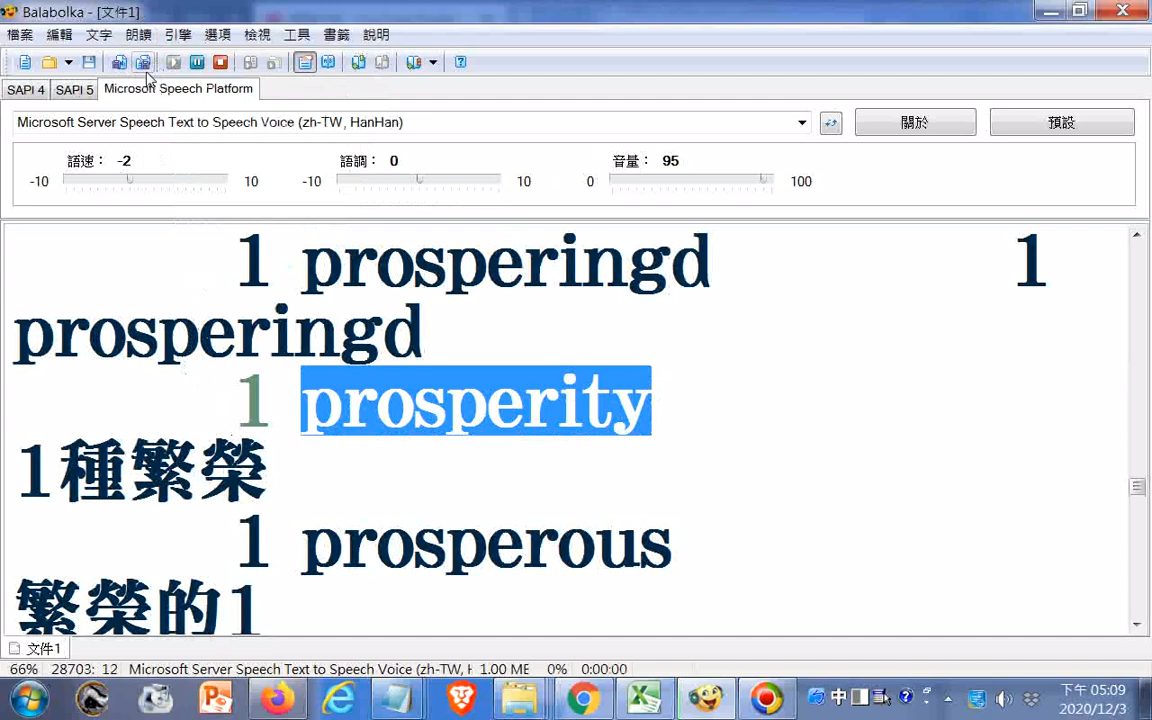 Balabolka - [文件1]
檔案 編輯 文字 朗讀 引擎 選項 檢視 工具 書籤 說明
SAPI 4 SAPI 5 Microsoft Speech Platform
Microsoft Server Speech Text to Speech Voice (zh-TW, HanHan) 關於 預設
語速： -2 語調： 0 音量： 95
-10 10 -10 10 0 100
1 prosperingd 1
prosperingd
1 prosperity
1種繁榮
1 prosperous
繁榮的1
文件1
66% 28703: 12 Microsoft Server Speech Text to Speech Voice (zh-TW, H 1.00 ME 0% 0:00:00
中 下午 05:09
2020/12/3